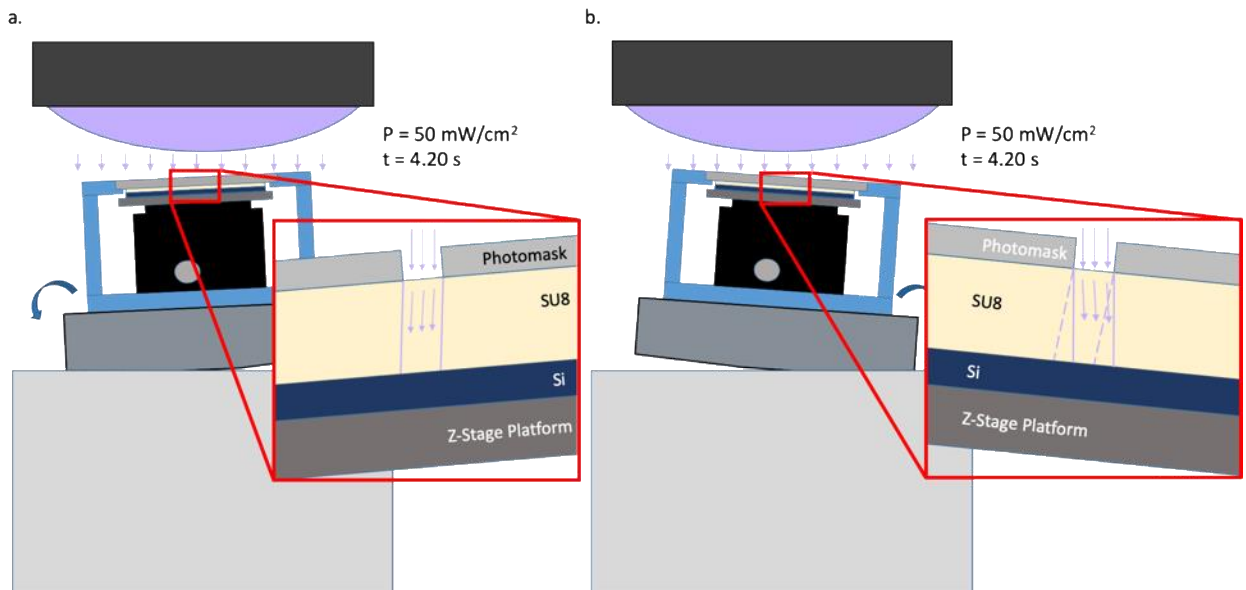 a.
P = 50 mW/cm²
t = 4.20 s
Photomask
SU8
Si
Z-Stage Platform
b.
P = 50 mW/cm²
t = 4.20 s
Photomask
SU8
Si
Z-Stage Platform